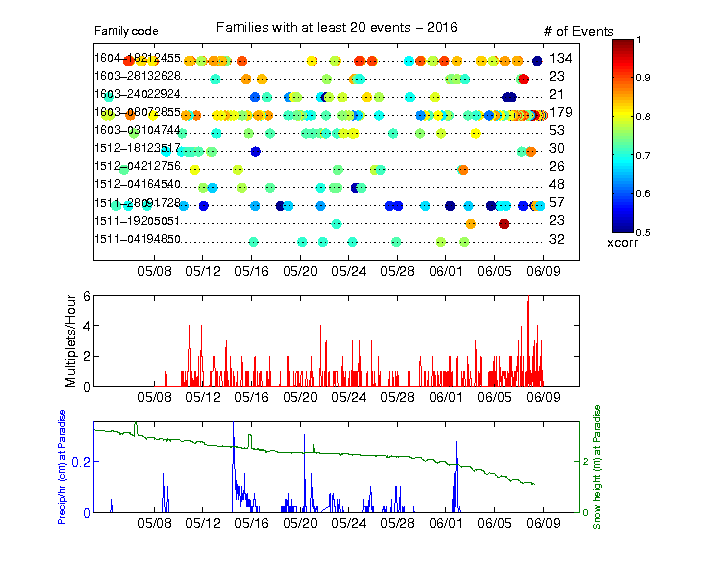 Family code
Families with at least 20 events – 2016
# of Events
1604–18212455 134
1603–28132628 23
1603–24022924 21
1603–08072855 179
1603–03104744 53
1512–18123517 30
1512–04212756 26
1512–04164540 48
1511–28091728 57
1511–19205051 23
1511–04194850 32
05/08 05/12 05/16 05/20 05/24 05/28 06/01 06/05 06/09
1
0.9
0.8
0.7
0.6
0.5
xcorr
Multiplets/Hour
6
4
2
0
05/08 05/12 05/16 05/20 05/24 05/28 06/01 06/05 06/09
Precip/hr (cm) at Paradise
0.2
0
Snow height (m) at Paradise
2
0
05/08 05/12 05/16 05/20 05/24 05/28 06/01 06/05 06/09